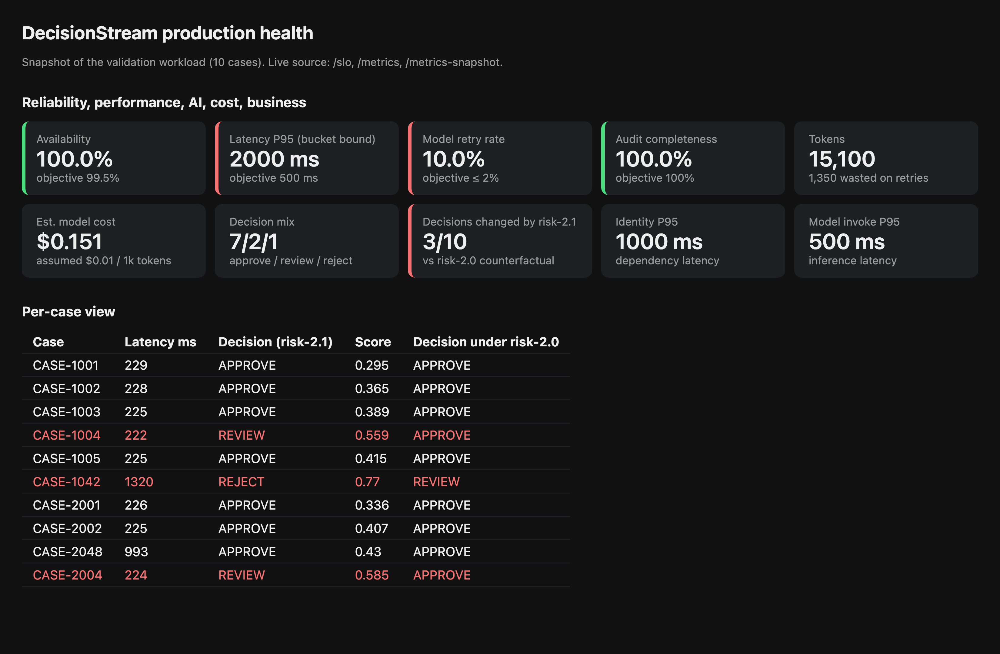 DecisionStream production health
Snapshot of the validation workload (10 cases). Live source: /slo, /metrics, /metrics-snapshot.
Reliability, performance, AI, cost, business
Availability
100.0%
objective 99.5%
Latency P95 (bucket bound)
2000 ms
objective 500 ms
Model retry rate
10.0%
objective ≤ 2%
Audit completeness
100.0%
objective 100%
Tokens
15,100
1,350 wasted on retries
Est. model cost
$0.151
assumed $0.01 / 1k tokens
Decision mix
7/2/1
approve / review / reject
Decisions changed by risk-2.1
3/10
vs risk-2.0 counterfactual
Identity P95
1000 ms
dependency latency
Model invoke P95
500 ms
inference latency
Per-case view
Case Latency ms Decision (risk-2.1) Score Decision under risk-2.0
CASE-1001 229 APPROVE 0.295 APPROVE
CASE-1002 228 APPROVE 0.365 APPROVE
CASE-1003 225 APPROVE 0.389 APPROVE
CASE-1004 222 REVIEW 0.559 APPROVE
CASE-1005 225 APPROVE 0.415 APPROVE
CASE-1042 1320 REJECT 0.77 REVIEW
CASE-2001 226 APPROVE 0.336 APPROVE
CASE-2002 225 APPROVE 0.407 APPROVE
CASE-2048 993 APPROVE 0.43 APPROVE
CASE-2004 224 REVIEW 0.585 APPROVE